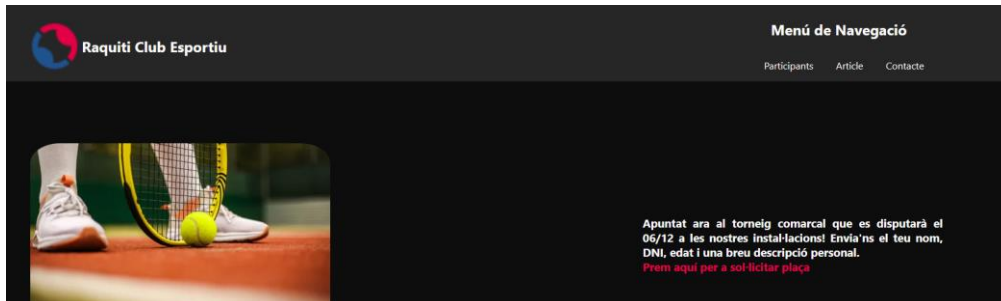 Raquiti Club Esportiu
Menú de Navegació
Participants Article Contacte
Apuntat ara al torneig comarcal que es disputarà el
06/12 a les nostres instal·lacions! Envia'ns el teu nom,
DNI, edat i una breu descripció personal.
Prem aquí per a sol·licitar plaça